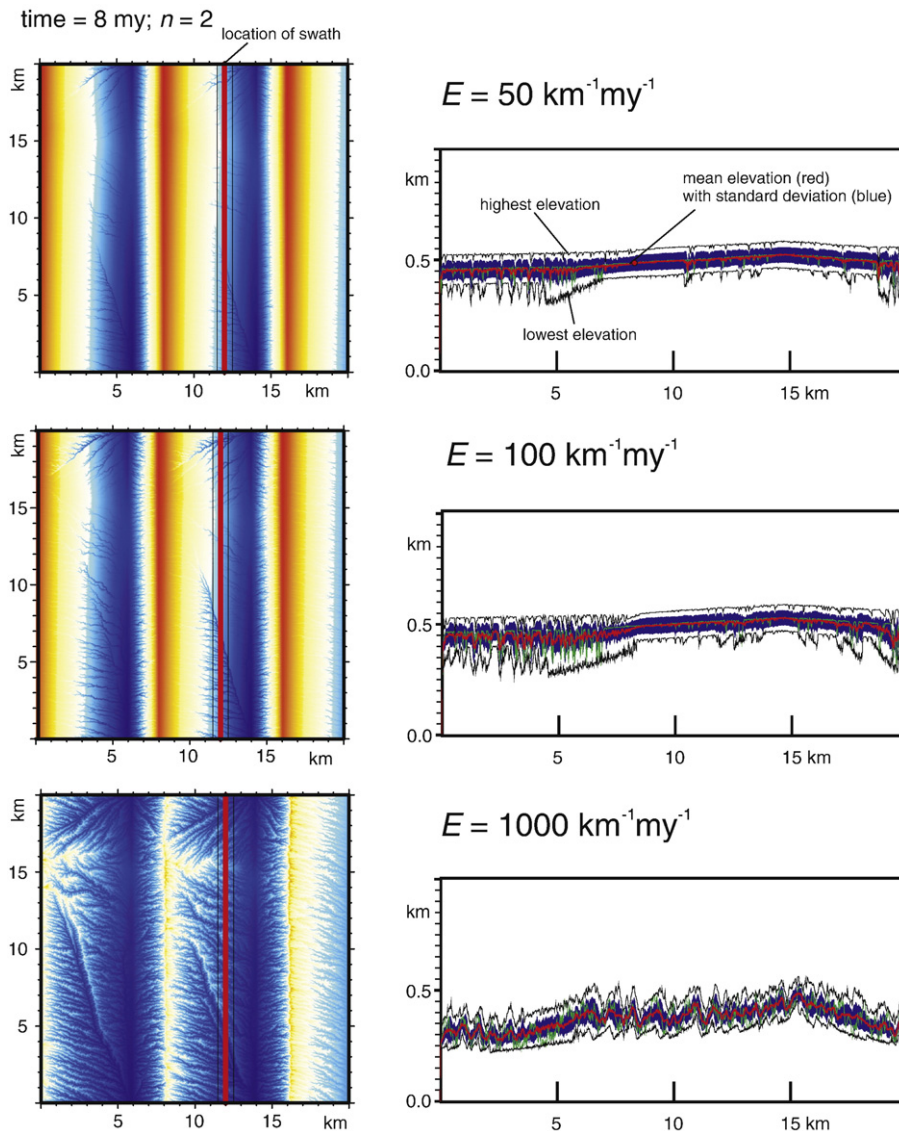 time = 8 my; n = 2
location of swath
km
15
10
5
5
10
15
km
E = 50 km⁻¹my⁻¹
km
0.5
0.0
highest elevation
mean elevation (red)
with standard deviation (blue)
lowest elevation
5
10
15 km
km
15
10
5
5
10
15
km
E = 100 km⁻¹my⁻¹
km
0.5
0.0
5
10
15 km
km
15
10
5
5
10
15
km
E = 1000 km⁻¹my⁻¹
km
0.5
0.0
5
10
15 km